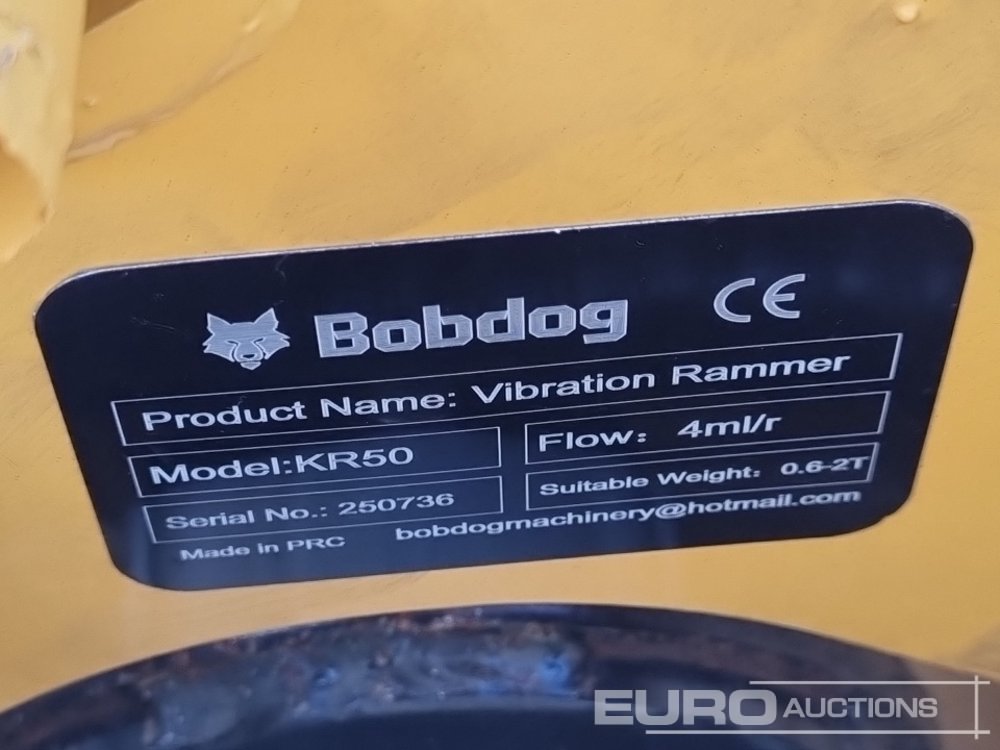 Bobdog CE
Product Name: Vibration Rammer
Model:KR50
Flow: 4ml/r
Serial No.: 250736
Suitable Weight: 0.6-2T
Made in PRC
bobdogmachinery@hotmail.com
EURO AUCTIONS